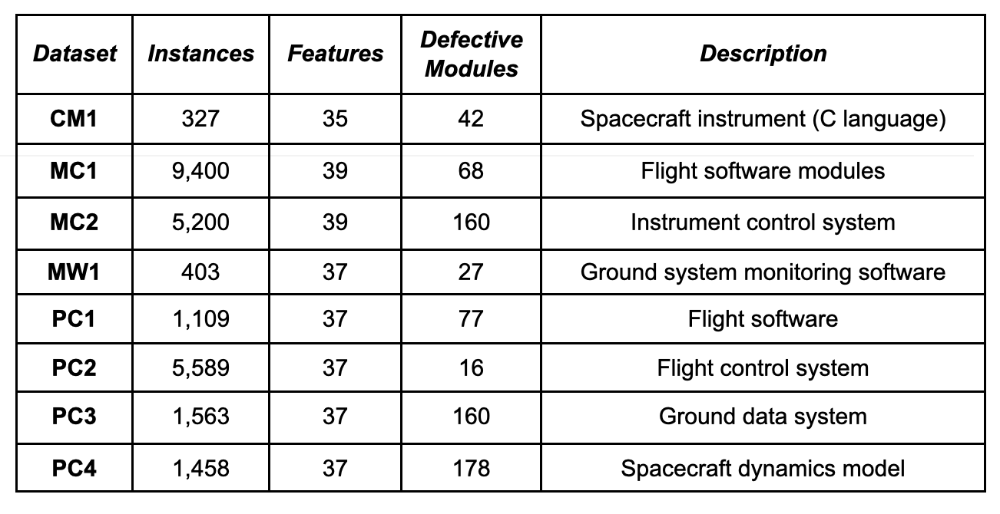 Dataset Instances Features Defective Modules Description
CM1 327 35 42 Spacecraft instrument (C language)
MC1 9,400 39 68 Flight software modules
MC2 5,200 39 160 Instrument control system
MW1 403 37 27 Ground system monitoring software
PC1 1,109 37 77 Flight software
PC2 5,589 37 16 Flight control system
PC3 1,563 37 160 Ground data system
PC4 1,458 37 178 Spacecraft dynamics model